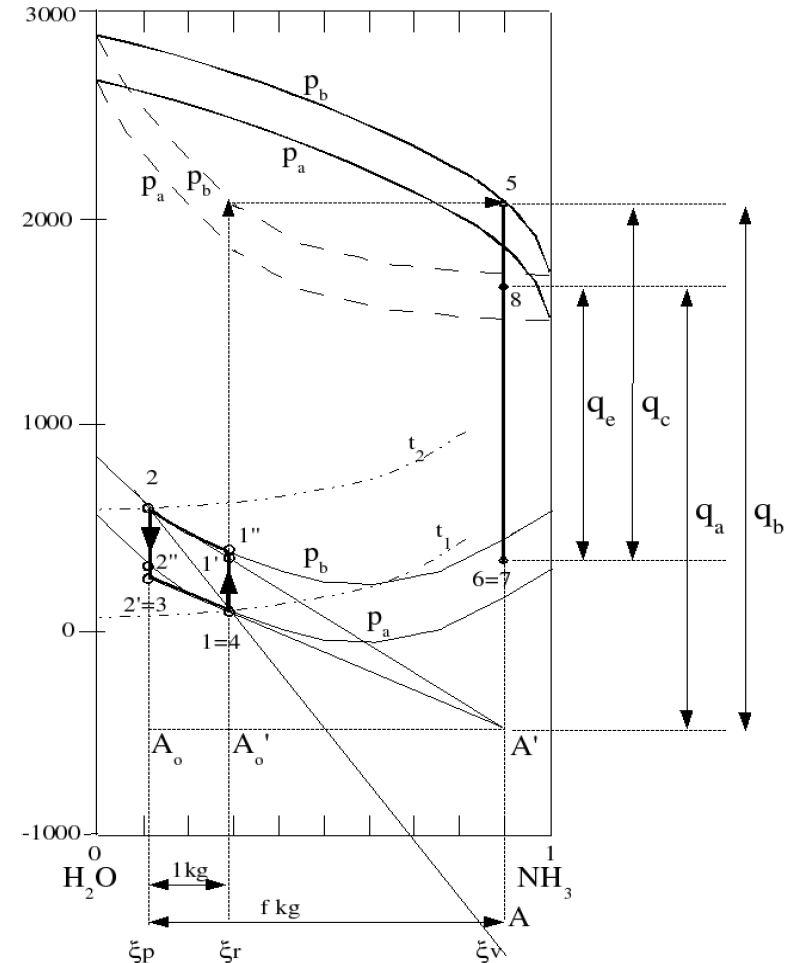 3000
p_b
p_a
p_a p_b
5
2000
8
q_e q_c
1000
t_2
q_a q_b
2
1''
t_1
2'' 1' p_b
6=7
2'=3
0 1=4 p_a
A_o A_o' A'
-1000
0 1
H_2O 1kg NH_3
f kg A
ξp ξr ξv